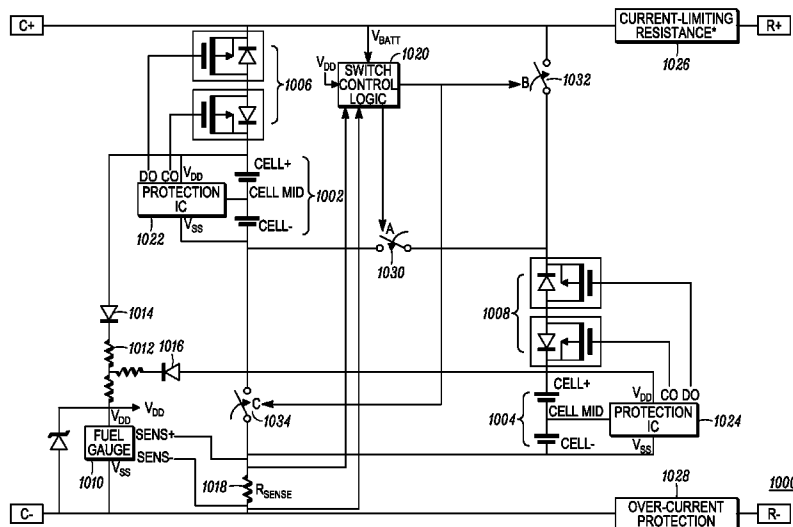 C+
CURRENT-LIMITING
RESISTANCE*
1026
R+
VBATT
1020
VDD
SWITCH
CONTROL
LOGIC
1006
B
1032
DO CO VDD
PROTECTION
IC
1022
VSS
CELL+
CELL MID
CELL-
1002
A
1030
1008
1014
1012
1016
C
1034
VDD
VDD
FUEL
GAUGE
1010
VSS
SENS+
SENS-
1018
RSENSE
CELL+
CELL MID
CELL-
1004
VDD
CO DO
PROTECTION
IC
1024
VSS
1028
1000
C-
OVER-CURRENT
PROTECTION
R-